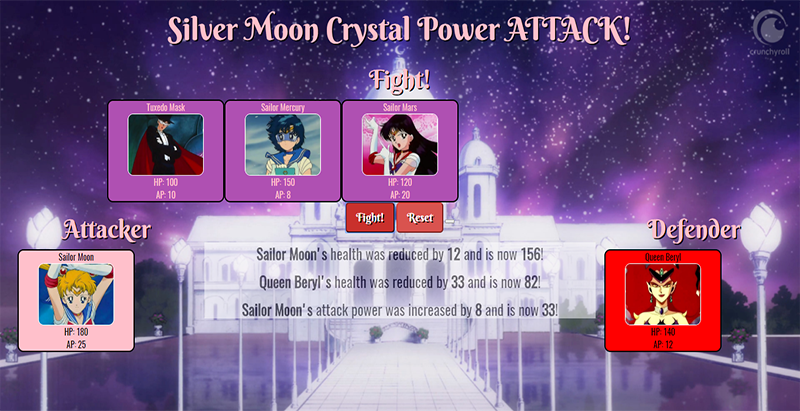 Silver Moon Crystal Power ATTACK!
crunchyroll
Fight!
Tuxedo Mask
HP: 100
AP: 10
Sailor Mercury
HP: 150
AP: 8
Sailor Mars
HP: 120
AP: 20
Fight!
Reset
Attacker
Sailor Moon
HP: 180
AP: 25
Sailor Moon's health was reduced by 12 and is now 156!
Queen Beryl's health was reduced by 33 and is now 82!
Sailor Moon's attack power was increased by 8 and is now 33!
Defender
Queen Beryl
HP: 140
AP: 12